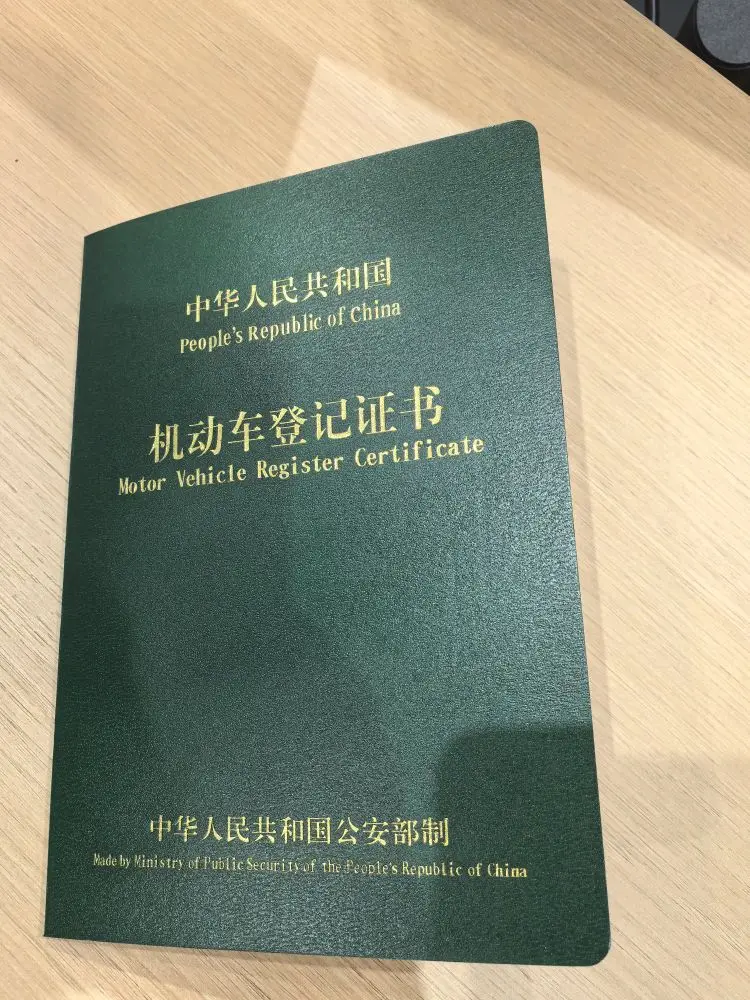 中华人民共和国
People's Republic of China
机动车登记证书
Motor Vehicle Register Certificate
中华人民共和国公安部制
Made by Ministry of Public Security of the People's Republic of China